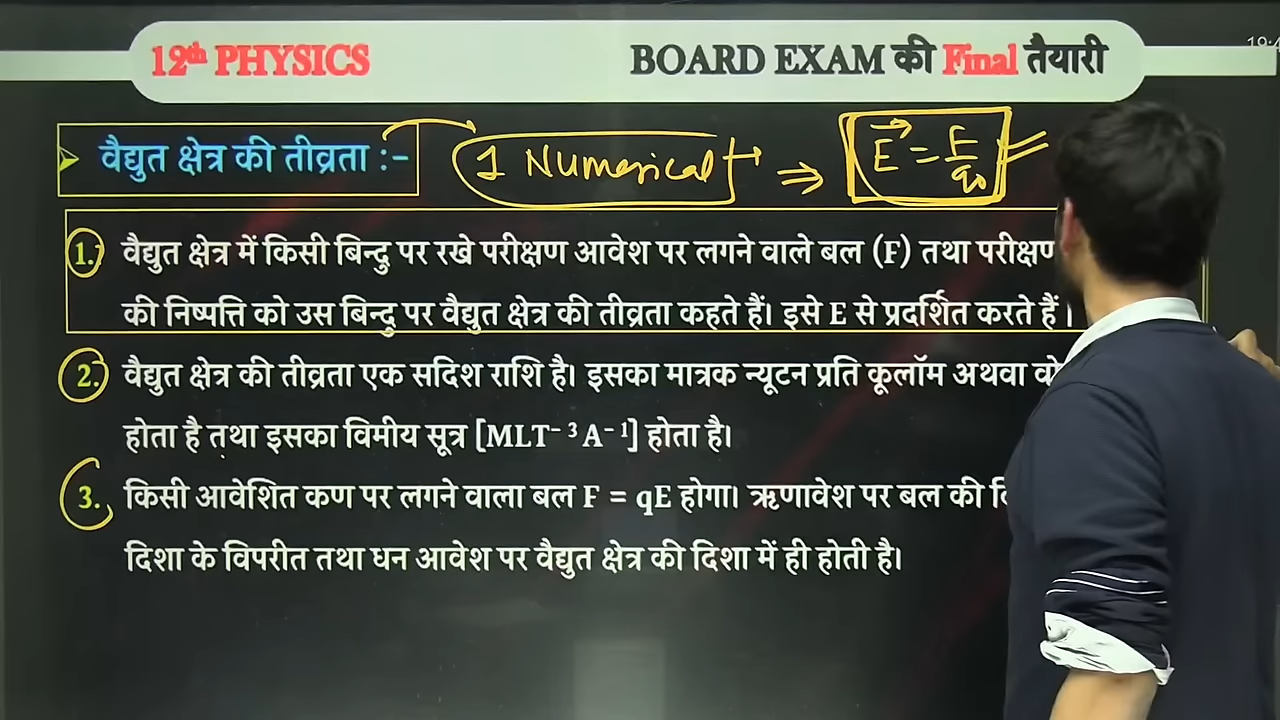 12th PHYSICS
BOARD EXAM की Final तैयारी
19:4
वैद्युत क्षेत्र की तीव्रता :-
1 Numerical ⇒ E⃗ = F/q₀
1. वैद्युत क्षेत्र में किसी बिन्दु पर रखे परीक्षण आवेश पर लगने वाले बल (F) तथा परीक्षण
की निष्पत्ति को उस बिन्दु पर वैद्युत क्षेत्र की तीव्रता कहते हैं। इसे E से प्रदर्शित करते हैं।
2. वैद्युत क्षेत्र की तीव्रता एक सदिश राशि है। इसका मात्रक न्यूटन प्रति कूलॉम अथवा
होता है तथा इसका विमीय सूत्र [MLT⁻³A⁻¹] होता है।
3. किसी आवेशित कण पर लगने वाला बल F = qE होगा। ऋणावेश पर बल की
दिशा के विपरीत तथा धन आवेश पर वैद्युत क्षेत्र की दिशा में ही होती है।